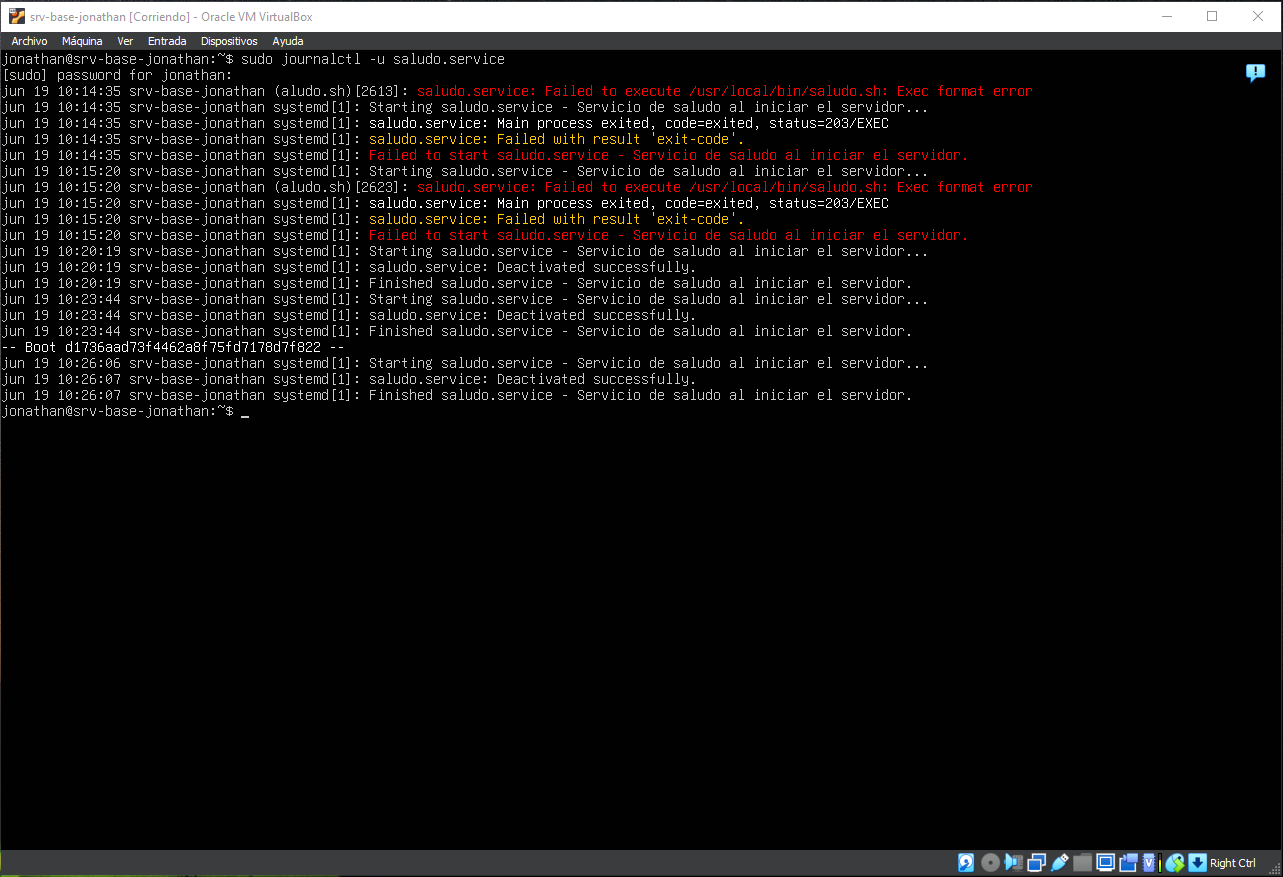 srv-base-jonathan [Corriendo] - Oracle VM VirtualBox
Archivo Máquina Ver Entrada Dispositivos Ayuda
jonathan@srv-base-jonathan:~$ sudo journalctl -u saludo.service
[sudo] password for jonathan:
jun 19 10:14:35 srv-base-jonathan (aludo.sh)[2613]: saludo.service: Failed to execute /usr/local/bin/saludo.sh: Exec format error
jun 19 10:14:35 srv-base-jonathan systemd[1]: Starting saludo.service - Servicio de saludo al iniciar el servidor...
jun 19 10:14:35 srv-base-jonathan systemd[1]: saludo.service: Main process exited, code=exited, status=203/EXEC
jun 19 10:14:35 srv-base-jonathan systemd[1]: saludo.service: Failed with result 'exit-code'.
jun 19 10:14:35 srv-base-jonathan systemd[1]: Failed to start saludo.service - Servicio de saludo al iniciar el servidor.
jun 19 10:15:20 srv-base-jonathan systemd[1]: Starting saludo.service - Servicio de saludo al iniciar el servidor...
jun 19 10:15:20 srv-base-jonathan (aludo.sh)[2623]: saludo.service: Failed to execute /usr/local/bin/saludo.sh: Exec format error
jun 19 10:15:20 srv-base-jonathan systemd[1]: saludo.service: Main process exited, code=exited, status=203/EXEC
jun 19 10:15:20 srv-base-jonathan systemd[1]: saludo.service: Failed with result 'exit-code'.
jun 19 10:15:20 srv-base-jonathan systemd[1]: Failed to start saludo.service - Servicio de saludo al iniciar el servidor.
jun 19 10:20:19 srv-base-jonathan systemd[1]: Starting saludo.service - Servicio de saludo al iniciar el servidor...
jun 19 10:20:19 srv-base-jonathan systemd[1]: saludo.service: Deactivated successfully.
jun 19 10:20:19 srv-base-jonathan systemd[1]: Finished saludo.service - Servicio de saludo al iniciar el servidor.
jun 19 10:23:44 srv-base-jonathan systemd[1]: Starting saludo.service - Servicio de saludo al iniciar el servidor...
jun 19 10:23:44 srv-base-jonathan systemd[1]: saludo.service: Deactivated successfully.
jun 19 10:23:44 srv-base-jonathan systemd[1]: Finished saludo.service - Servicio de saludo al iniciar el servidor.
-- Boot d1736aad73f4462a8f75fd7178d7f822 --
jun 19 10:26:06 srv-base-jonathan systemd[1]: Starting saludo.service - Servicio de saludo al iniciar el servidor...
jun 19 10:26:07 srv-base-jonathan systemd[1]: saludo.service: Deactivated successfully.
jun 19 10:26:07 srv-base-jonathan systemd[1]: Finished saludo.service - Servicio de saludo al iniciar el servidor.
jonathan@srv-base-jonathan:~$ _
Right Ctrl